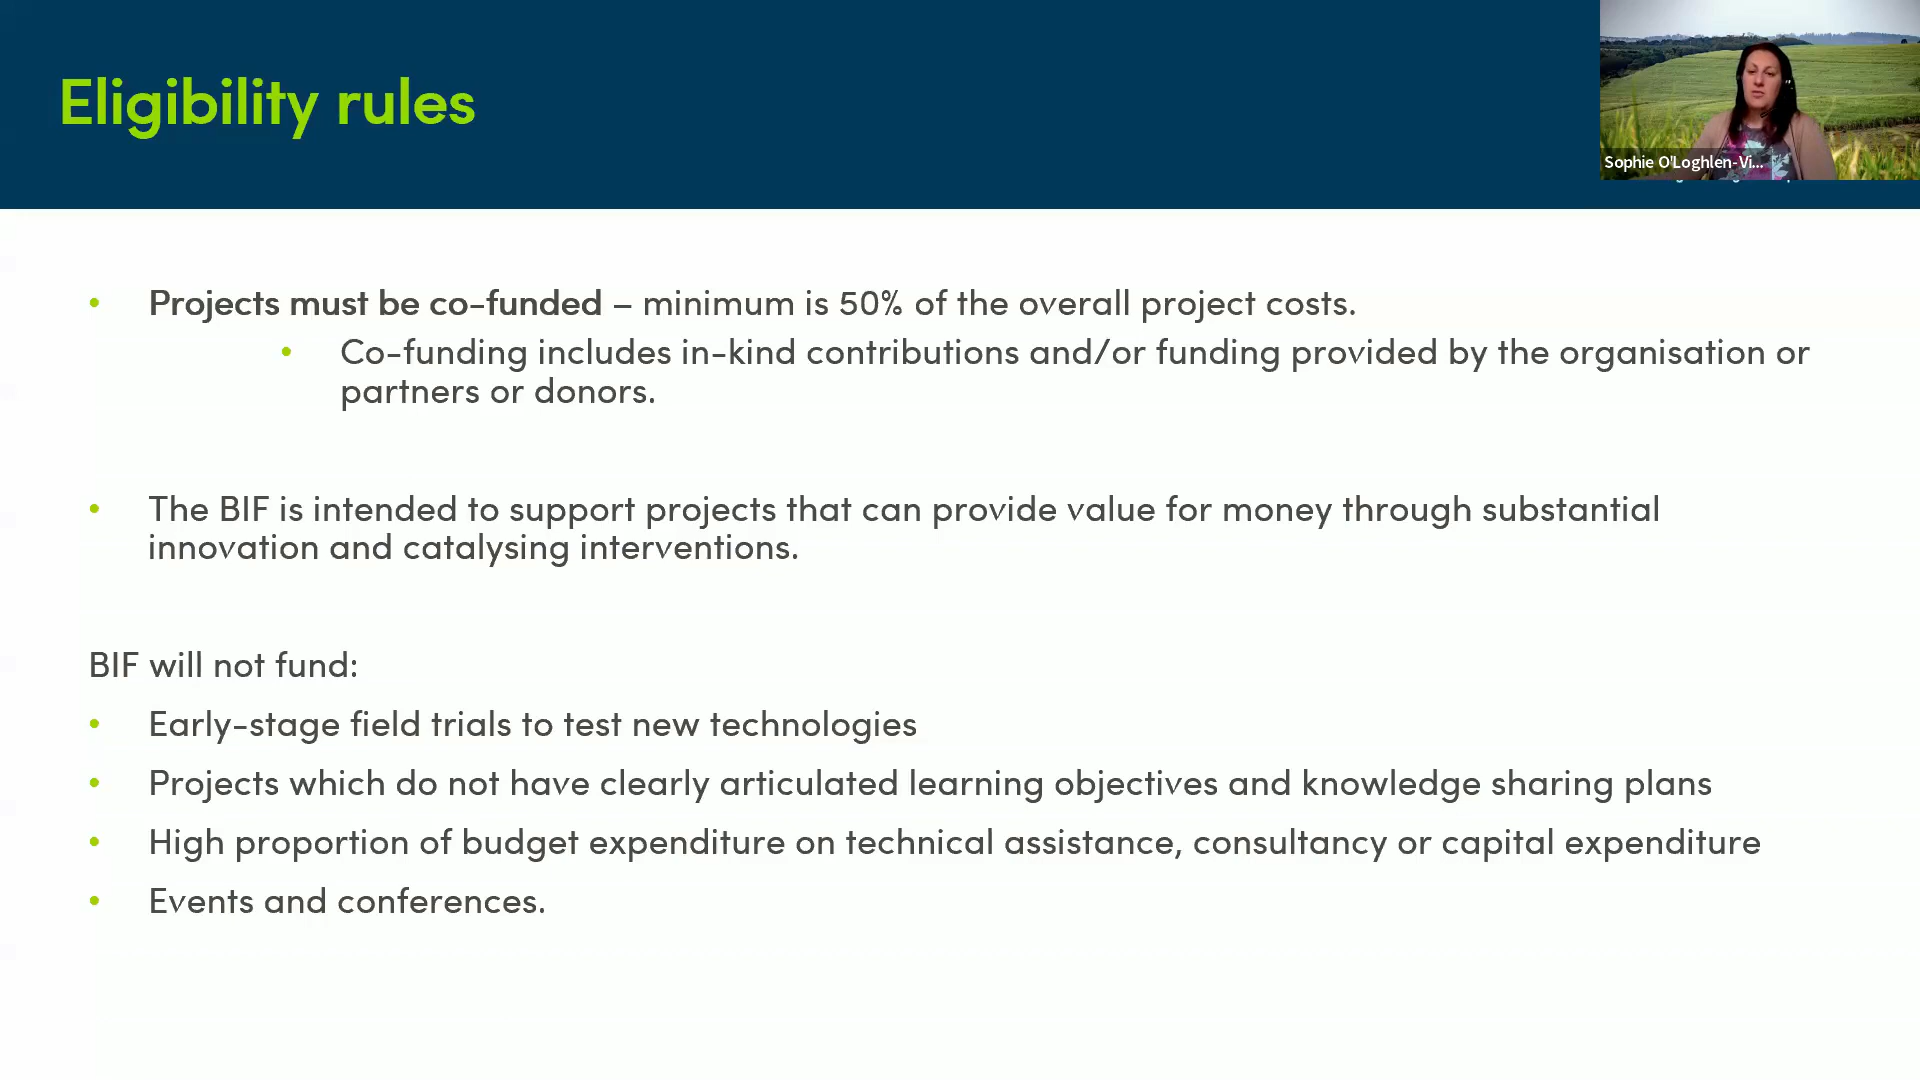 Eligibility rules
Sophie O'Loghlen-Vi...
• Projects must be co-funded – minimum is 50% of the overall project costs.
• Co-funding includes in-kind contributions and/or funding provided by the organisation or
partners or donors.
• The BIF is intended to support projects that can provide value for money through substantial
innovation and catalysing interventions.
BIF will not fund:
• Early-stage field trials to test new technologies
• Projects which do not have clearly articulated learning objectives and knowledge sharing plans
• High proportion of budget expenditure on technical assistance, consultancy or capital expenditure
• Events and conferences.